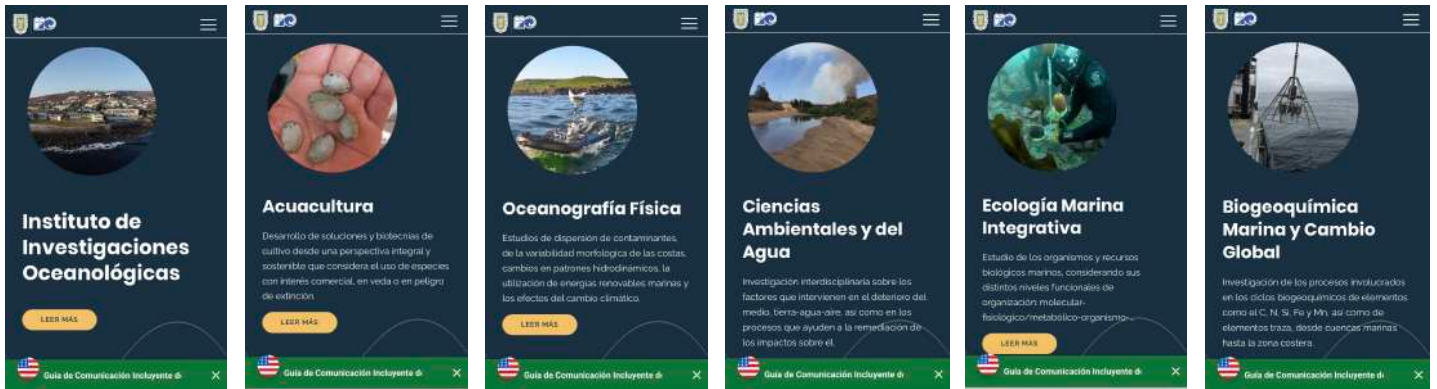 Instituto de
Investigaciones
Oceanológicas
LEER MÁS
Guía de Comunicación Incluyente d
Acuacultura
Desarrollo de soluciones y biotecnias de
cultivo desde una perspectiva integral y
sostenible que considera el uso de especies
con interés comercial, en veda o en peligro
de extinción.
LEER MÁS
Guía de Comunicación Incluyente d
Oceanografía Física
Estudios de dispersión de contaminantes,
de la variabilidad morfológica de las costas,
cambios en patrones hidrodinámicos, la
utilización de energías renovables marinas y
los efectos del cambio climático.
LEER MÁS
Guía de Comunicación Incluyente d
Ciencias
Ambientales y del
Agua
Investigación interdisciplinaria sobre los
factores que intervienen en el deterioro del
medio, tierra-agua-aire, así como en los
procesos que ayuden a la remediación de
los impactos sobre él.
Guía de Comunicación Incluyente d
Ecología Marina
Integrativa
Estudio de los organismos y recursos
biológicos marinos, considerando sus
distintos niveles funcionales de
organización: molecular-
fisiológico/metabólico-organismo-...
LEER MÁS
Guía de Comunicación Incluyente d
Biogeoquímica
Marina y Cambio
Global
Investigación de los procesos involucrados
en los ciclos biogeoquímicos de elementos
como el C, N, Si, Fe y Mn, así como de
elementos traza, desde cuencas marinas
hasta la zona costera.
Guía de Comunicación Incluyente d